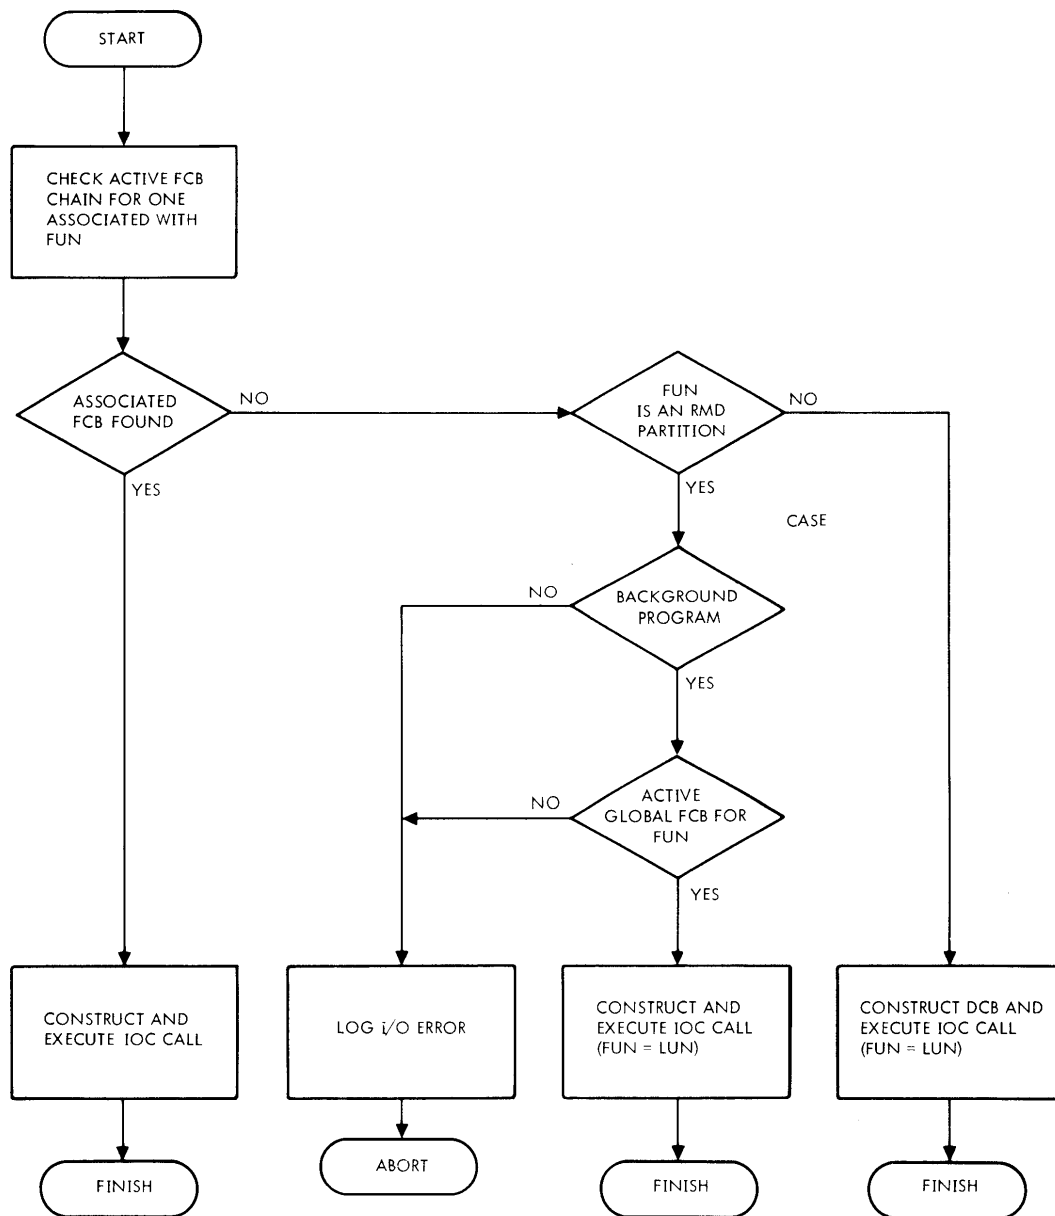 START
CHECK ACTIVE FCB
CHAIN FOR ONE
ASSOCIATED WITH
FUN
ASSOCIATED
FCB FOUND
NO
YES
FUN
IS AN RMD
PARTITION
NO
YES
CASE
BACKGROUND
PROGRAM
NO
YES
ACTIVE
GLOBAL FCB FOR
FUN
NO
YES
CONSTRUCT AND
EXECUTE IOC CALL
LOG i/O ERROR
CONSTRUCT AND
EXECUTE IOC CALL
(FUN = LUN)
CONSTRUCT DCB AND
EXECUTE IOC CALL
(FUN = LUN)
FINISH
ABORT
FINISH
FINISH